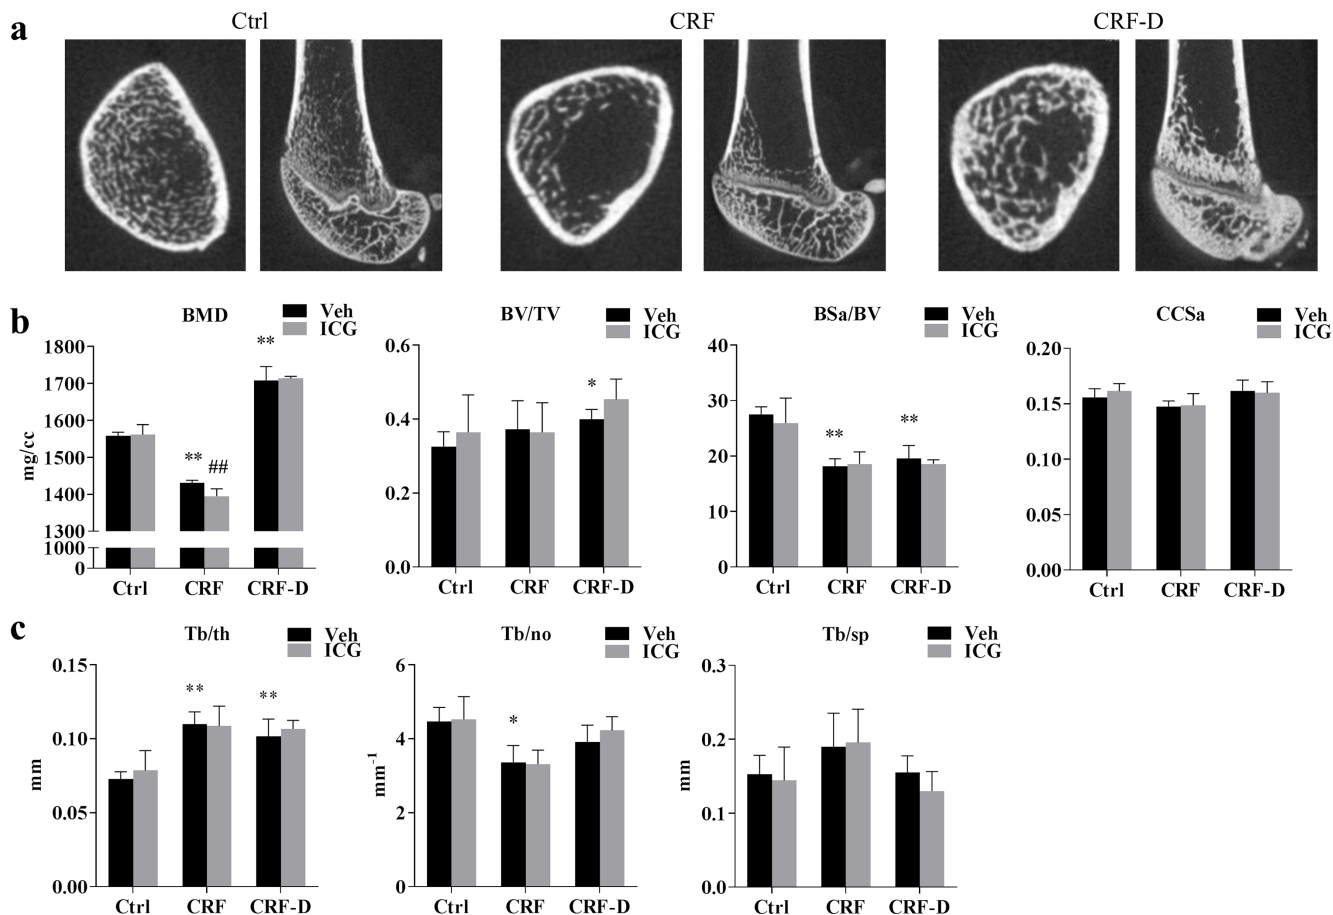 a
Ctrl
CRF
CRF-D
b
BMD
Veh
ICG
mg/cc
1800
1700
1600
1500
1400
1300
1000
0
**
**
##
Ctrl
CRF
CRF-D
BV/TV
Veh
ICG
0.6
0.4
0.2
0.0
*
Ctrl
CRF
CRF-D
BSa/BV
Veh
ICG
40
30
20
10
0
**
**
Ctrl
CRF
CRF-D
CCSa
Veh
ICG
0.20
0.15
0.10
0.05
0.00
Ctrl
CRF
CRF-D
c
Tb/th
Veh
ICG
mm
0.15
0.10
0.05
0.00
**
**
Ctrl
CRF
CRF-D
Tb/no
Veh
ICG
mm⁻¹
6
4
2
0
*
Ctrl
CRF
CRF-D
Tb/sp
Veh
ICG
mm
0.3
0.2
0.1
0.0
Ctrl
CRF
CRF-D